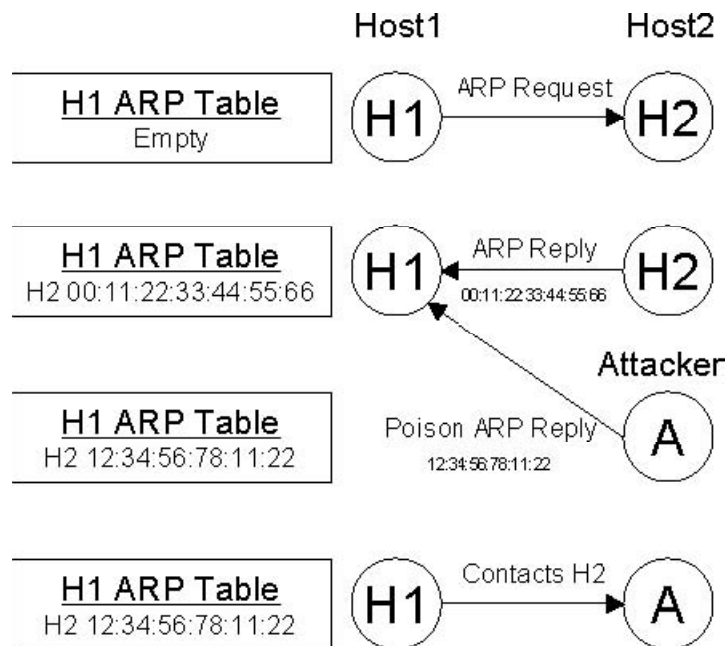 Host1
Host2
H1 ARP Table
Empty
H1
ARP Request
H2
H1 ARP Table
H2 00:11:22:33:44:55:66
H1
ARP Reply
00:11:22:33:44:55:66
H2
Attacker
H1 ARP Table
H2 12:34:56:78:11:22
Poison ARP Reply
12:34:56:78:11:22
A
H1 ARP Table
H2 12:34:56:78:11:22
H1
Contacts H2
A